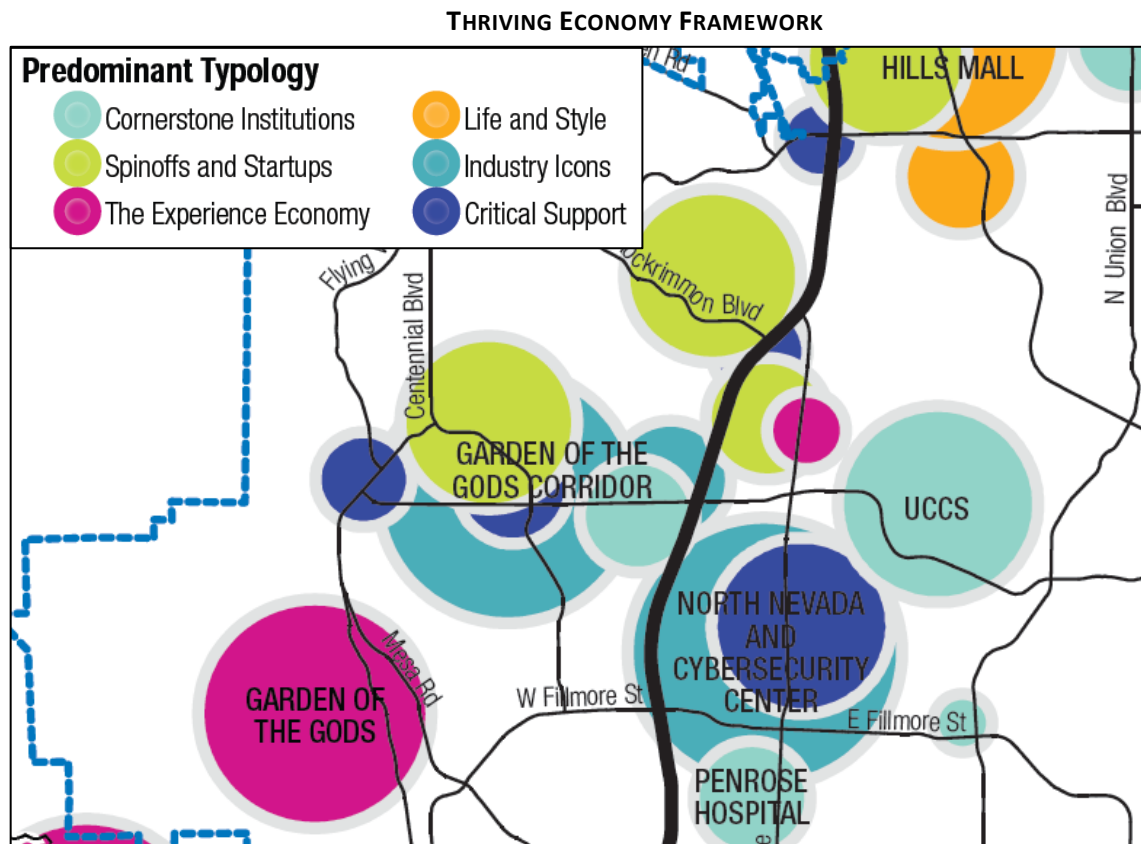 THRIVING ECONOMY FRAMEWORK
Predominant Typology
Cornerstone Institutions
Life and Style
Spinoffs and Startups
Industry Icons
The Experience Economy
Critical Support
Rd
HILLS MALL
N Union Blvd
Flying
Centennial Blvd
ockrimmon Blvd
GARDEN OF THE
GODS CORRIDOR
UCCS
NORTH NEVADA
AND
CYBERSECURITY
CENTER
Mesa Rd
GARDEN OF
THE GODS
W Fillmore St
E Fillmore St
PENROSE
HOSPITAL